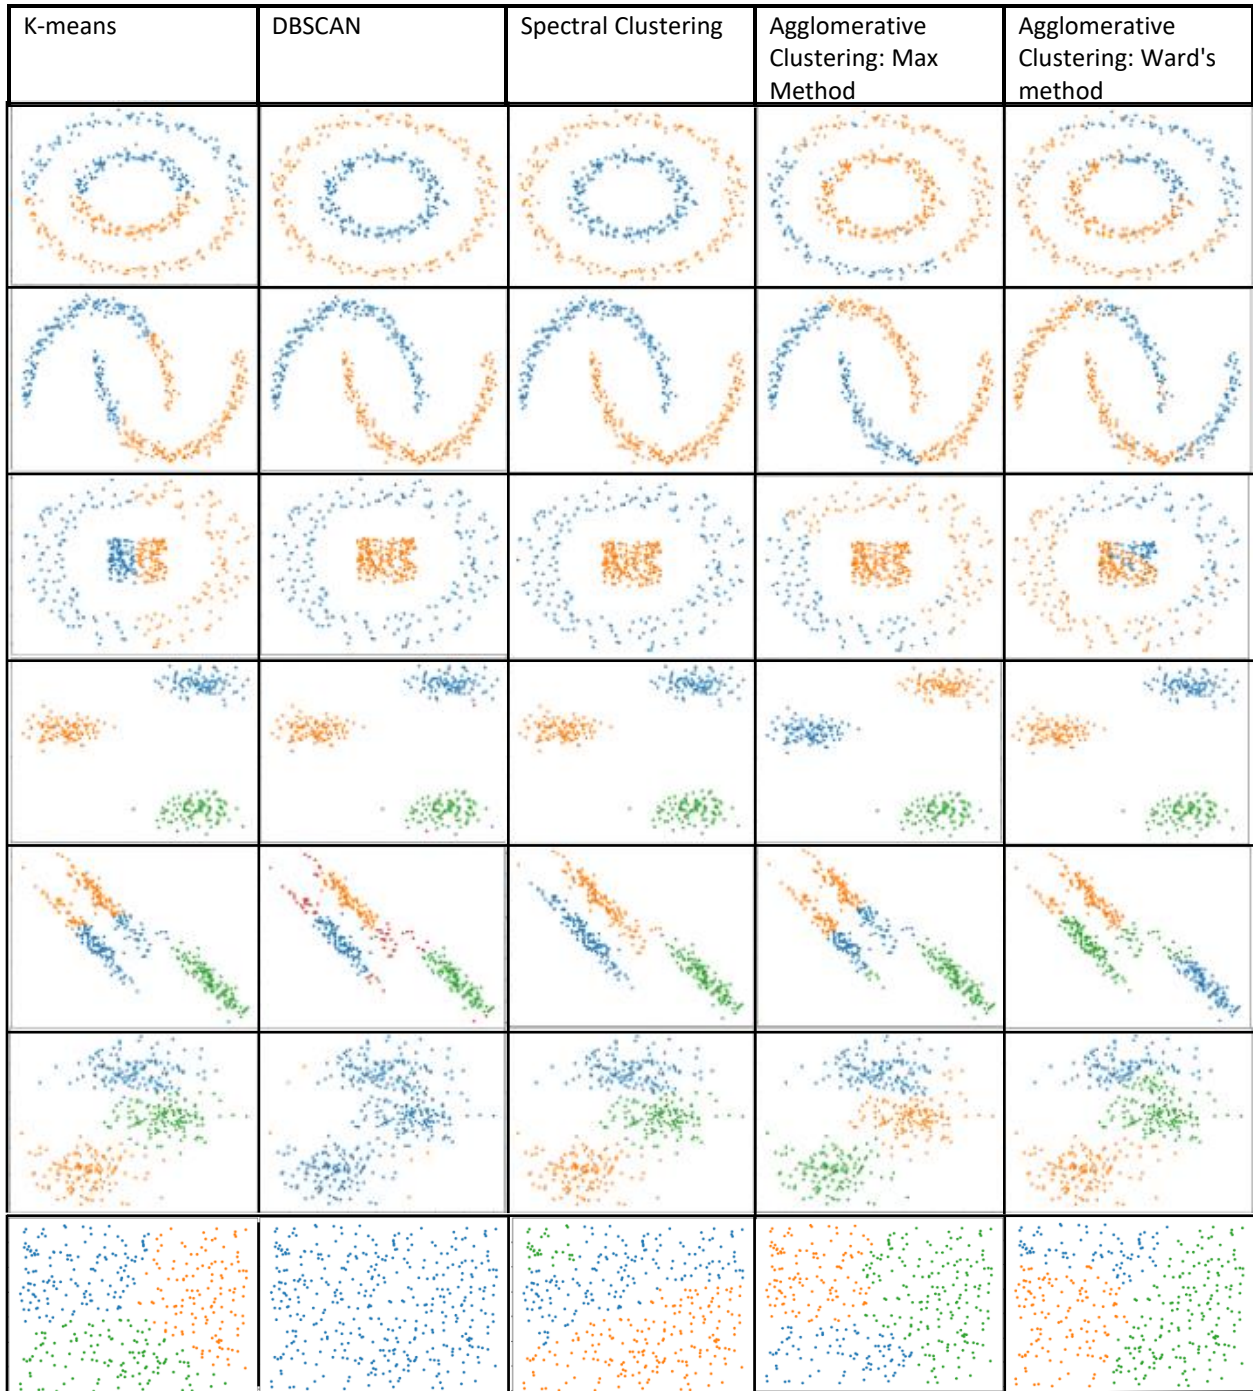 K-means
DBSCAN
Spectral Clustering
Agglomerative
Clustering: Max
Method
Agglomerative
Clustering: Ward's
method